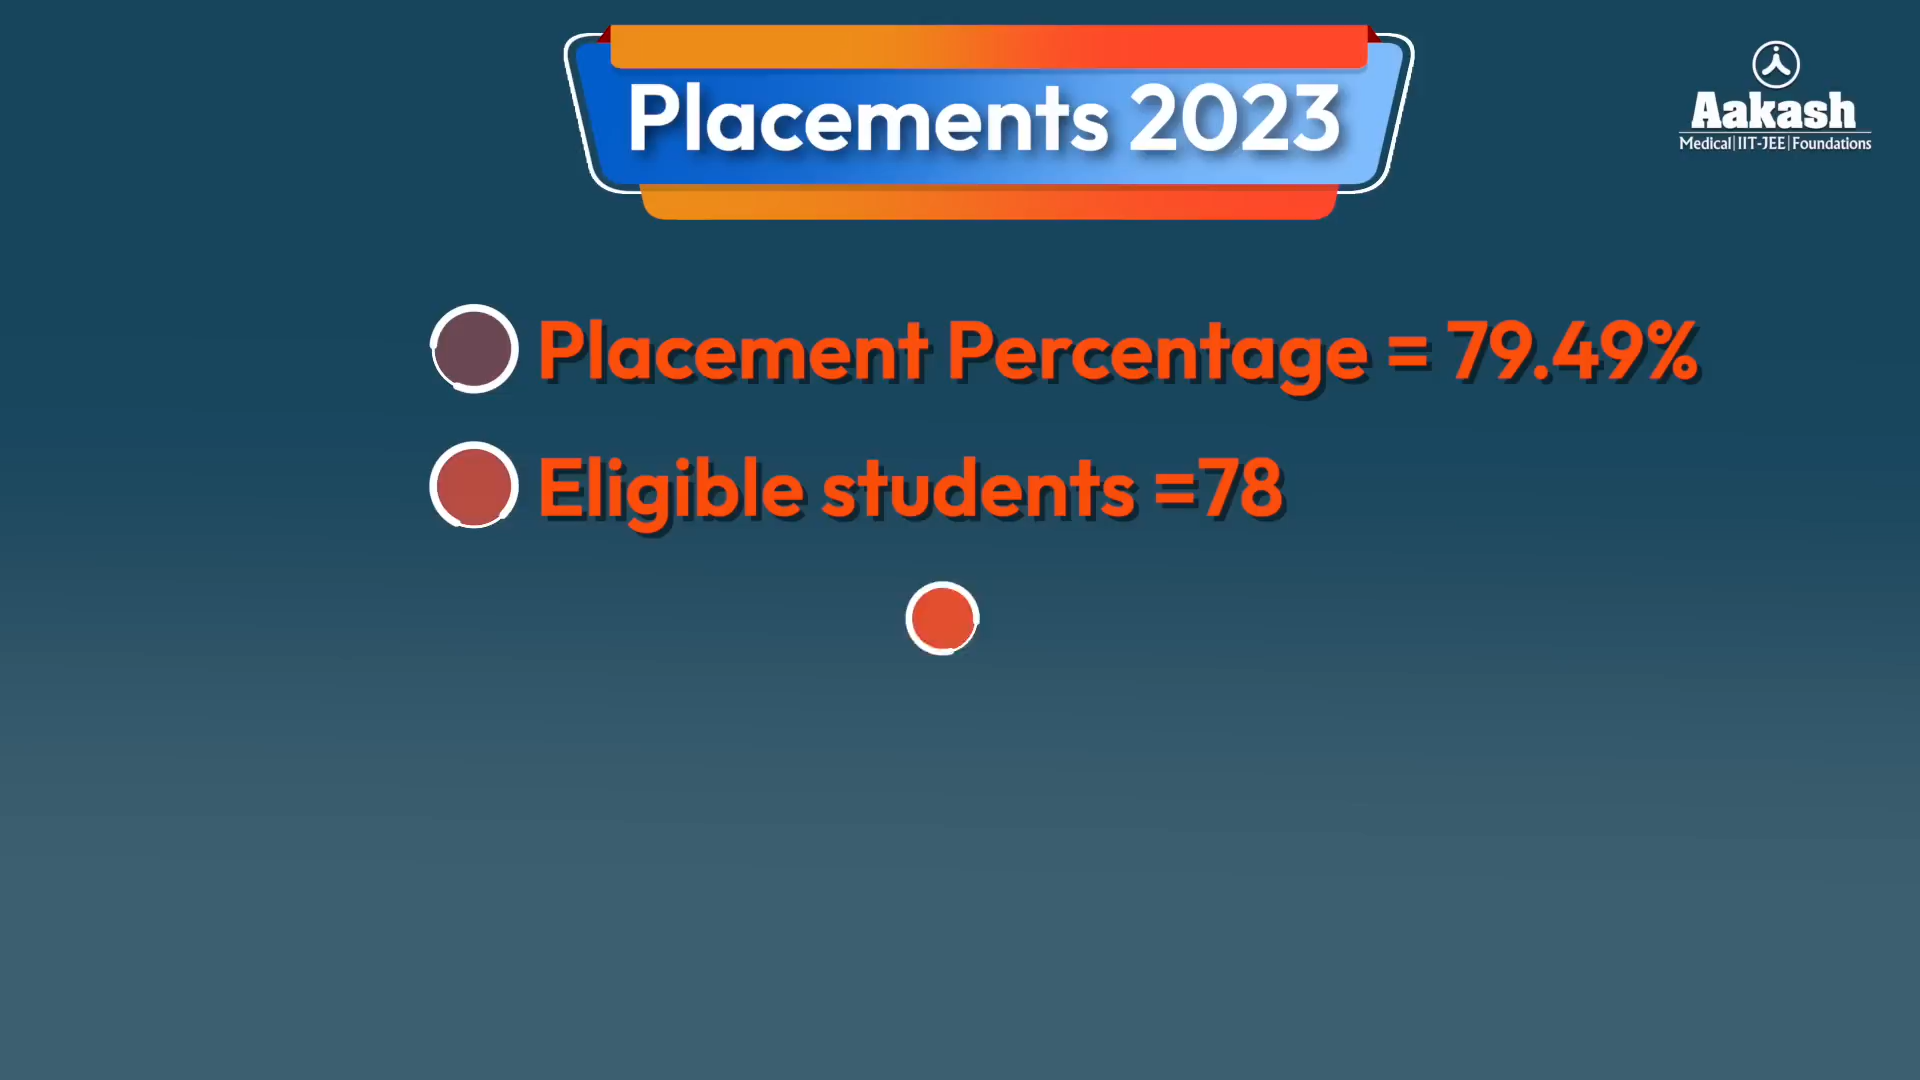 Placements 2023
Aakash
Medical|IIT-JEE|Foundations
Placement Percentage = 79.49%
Eligible students =78